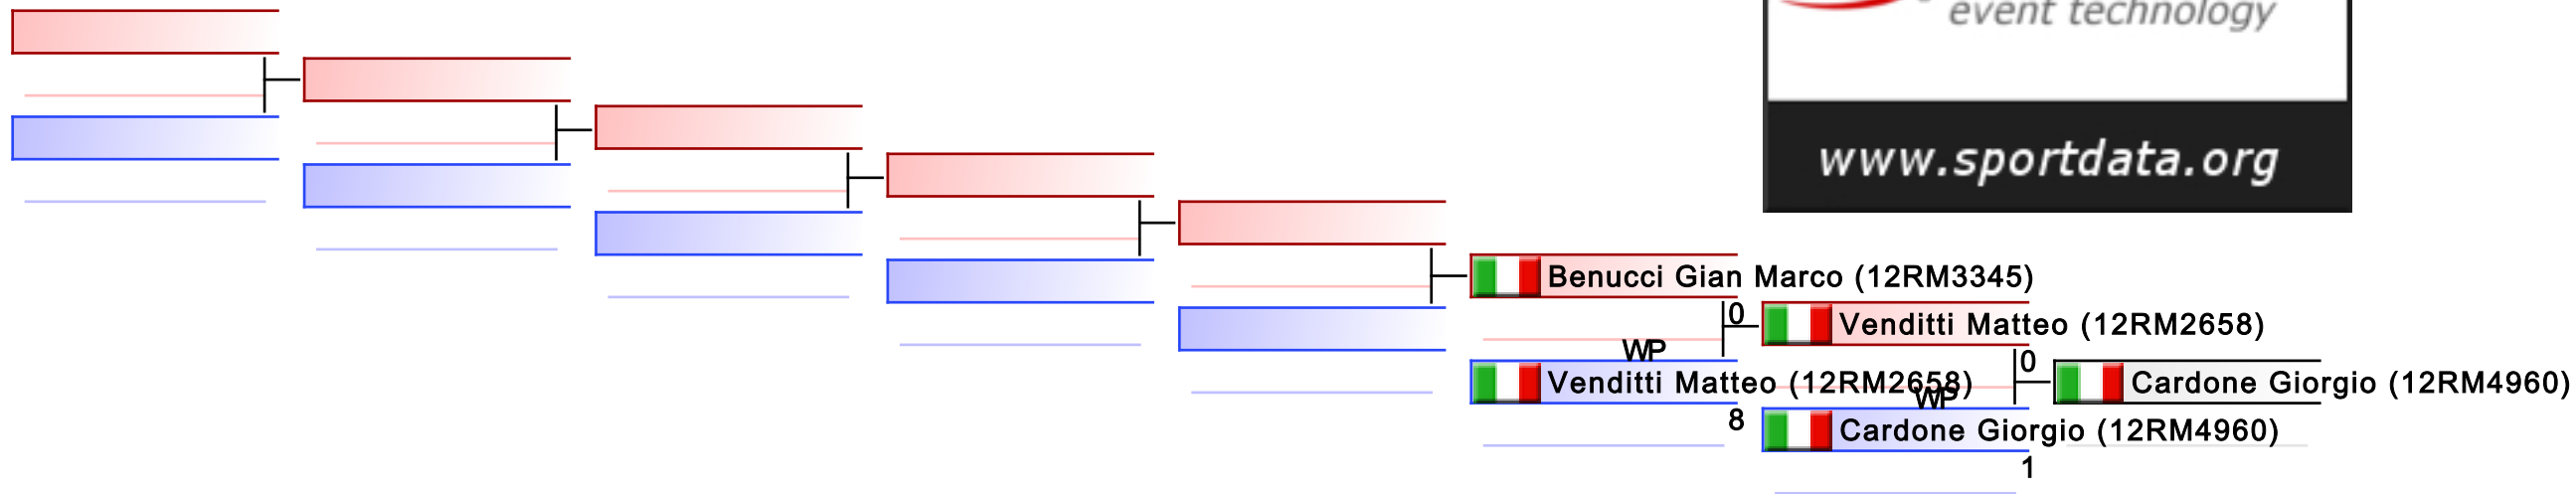 event technology
www.sportdata.org
Benucci Gian Marco (12RM3345)
0
Venditti Matteo (12RM2658)
WP
0
Venditti Matteo (12RM2658)
Cardone Giorgio (12RM4960)
WP
8
Cardone Giorgio (12RM4960)
1